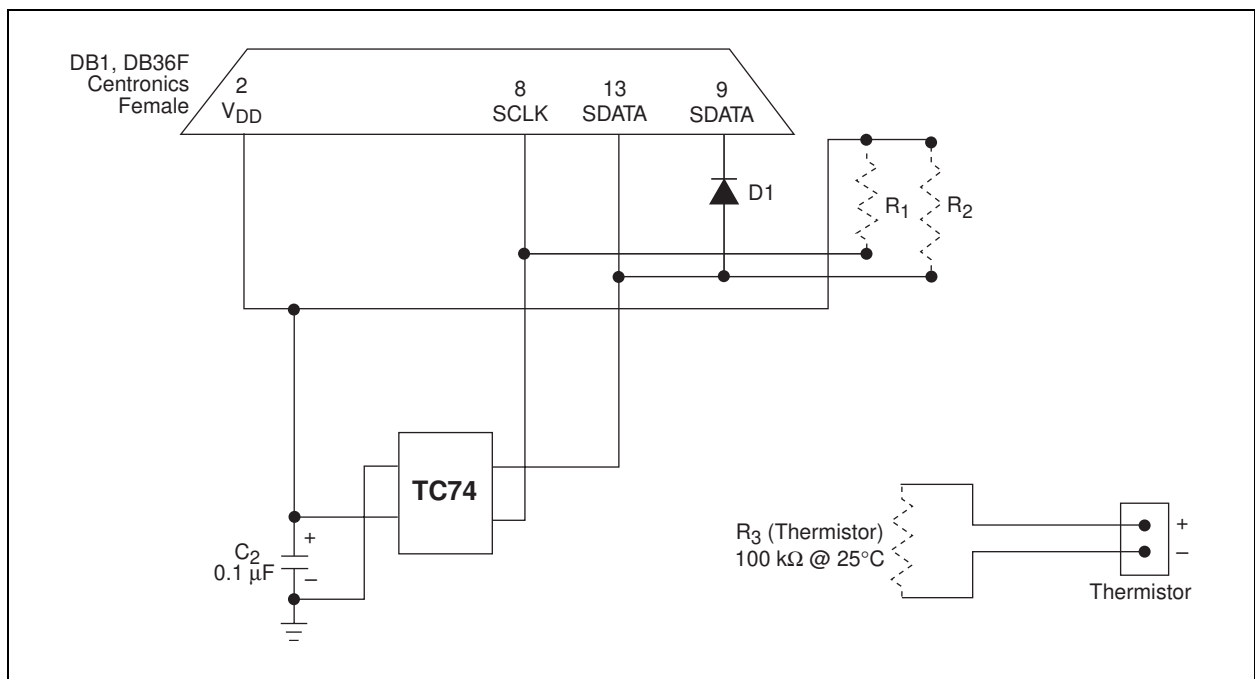 DB1, DB36F
Centronics
Female
2
V_DD
8
SCLK
13
SDATA
9
SDATA
D1
R₁
R₂
TC74
+
C₂
0.1 μF
–
R₃ (Thermistor)
100 kΩ @ 25°C
+
–
Thermistor